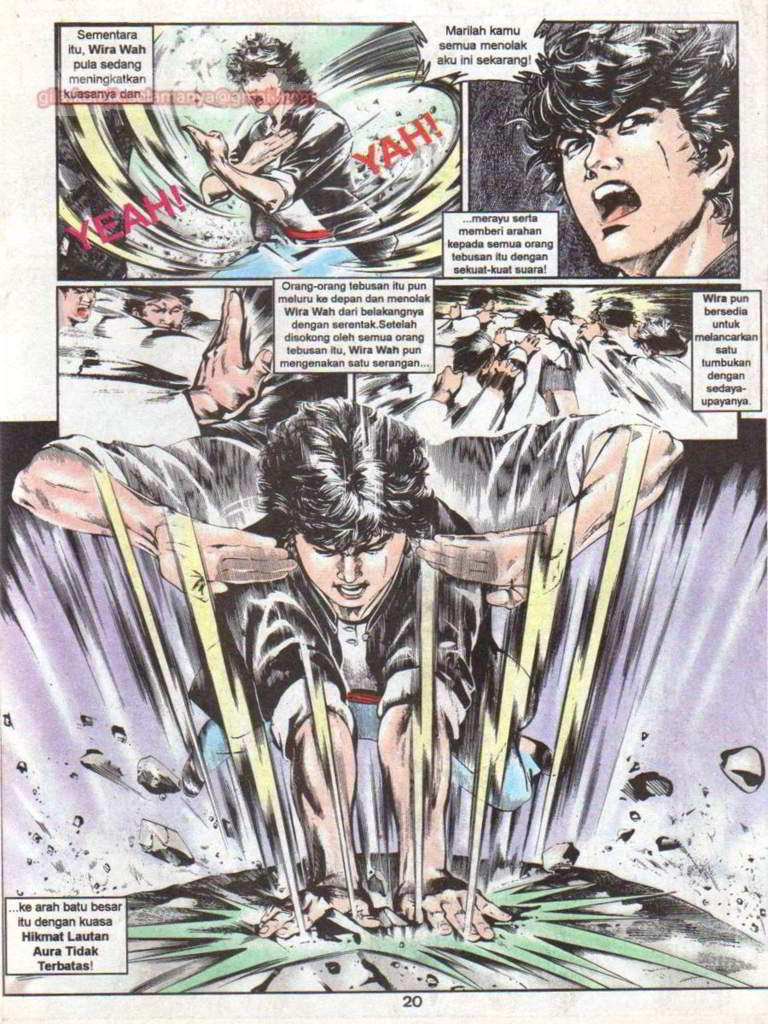 Sementara
itu, Wira Wah
pula sedang
meningkatkan
kuasanya dan..
YEAH!
YAH!
Marilah kamu
semua menolak
aku ini sekarang!
...merayu serta
memberi arahan
kepada semua orang
tebusan itu dengan
sekuat-kuat suara!
Orang-orang tebusan itu pun
meluru ke depan dan menolak
Wira Wah dari belakangnya
dengan serentak.Setelah
disokong oleh semua orang
tebusan itu, Wira Wah pun
mengenakan satu serangan...
Wira pun
bersedia
untuk
melancarkan
satu
tumbukan
dengan
sedaya-
upayanya.
...ke arah batu besar
itu dengan kuasa
Hikmat Lautan
Aura Tidak
Terbatas!
20